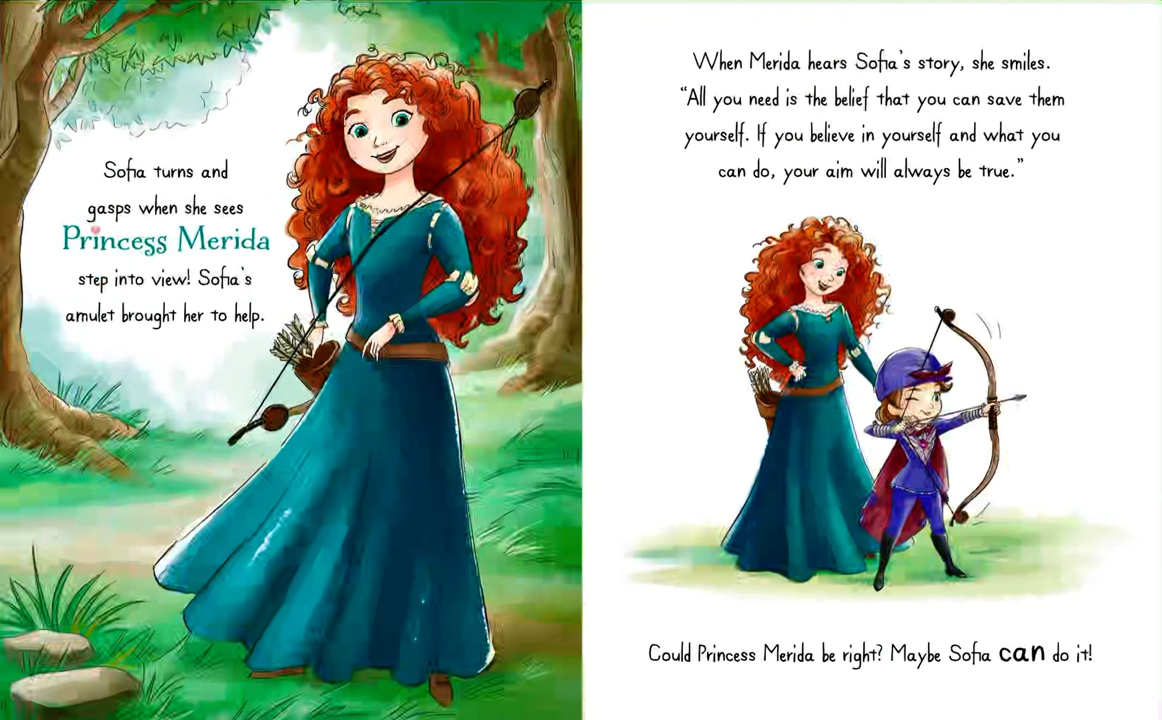 Sofia turns and
gasps when she sees
Princess Merida
step into view! Sofia's
amulet brought her to help.
When Merida hears Sofia's story, she smiles.
“All you need is the belief that you can save them
yourself. If you believe in yourself and what you
can do, your aim will always be true.”
Could Princess Merida be right? Maybe Sofia can do it!